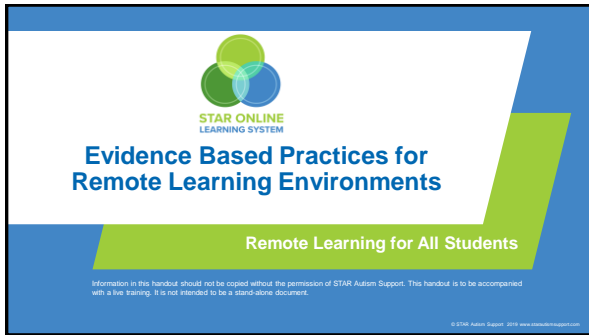 STAR ONLINE
LEARNING SYSTEM
Evidence Based Practices for
Remote Learning Environments
Remote Learning for All Students
Information in this handout should not be copied without the permission of STAR Autism Support. This handout is to be accompanied
with a live training. It is not intended to be a stand-alone document.
© STAR Autism Support 2019 www.starautismsupport.com